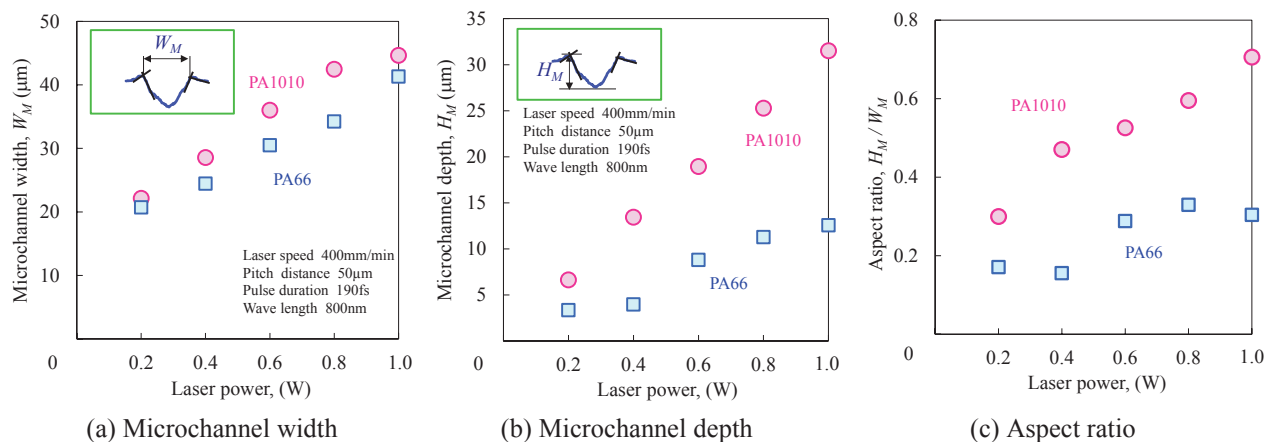 50
40
30
20
10
0
Microchannel width, W_M (μm)
W_M
PA1010
PA66
Laser speed 400mm/min
Pitch distance 50μm
Pulse duration 190fs
Wave length 800nm
0.2 0.4 0.6 0.8 1.0
Laser power, (W)
(a) Microchannel width
35
30
25
20
15
10
5
0
Microchannel depth, H_M (μm)
H_M
Laser speed 400mm/min
Pitch distance 50μm
Pulse duration 190fs
Wave length 800nm
PA1010
PA66
0.2 0.4 0.6 0.8 1.0
Laser power, (W)
(b) Microchannel depth
0.8
0.6
0.4
0.2
0
Aspect ratio, H_M / W_M
PA1010
PA66
0.2 0.4 0.6 0.8 1.0
Laser power, (W)
(c) Aspect ratio